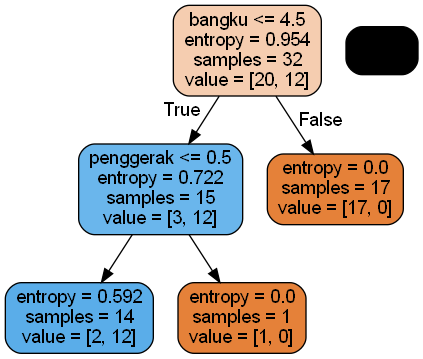 bangku <= 4.5
entropy = 0.954
samples = 32
value = [20, 12]
True
False
penggerak <= 0.5
entropy = 0.722
samples = 15
value = [3, 12]
entropy = 0.0
samples = 17
value = [17, 0]
entropy = 0.592
samples = 14
value = [2, 12]
entropy = 0.0
samples = 1
value = [1, 0]